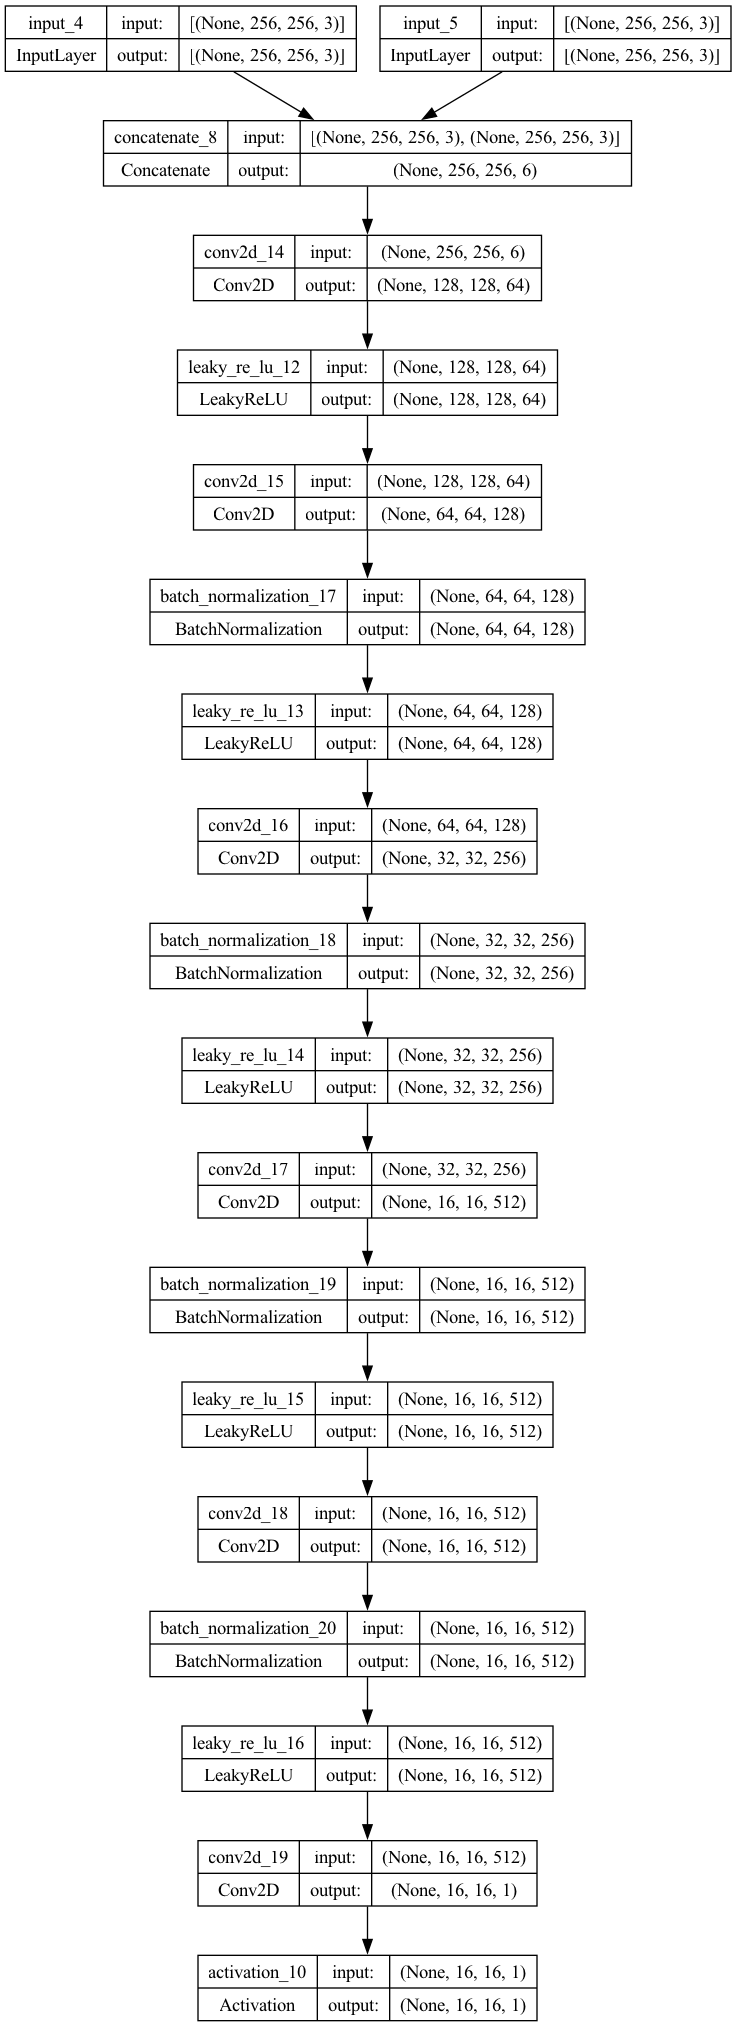 input_4 input: [(None, 256, 256, 3)]
InputLayer output: [(None, 256, 256, 3)]
input_5 input: [(None, 256, 256, 3)]
InputLayer output: [(None, 256, 256, 3)]
concatenate_8 input: [(None, 256, 256, 3), (None, 256, 256, 3)]
Concatenate output: (None, 256, 256, 6)
conv2d_14 input: (None, 256, 256, 6)
Conv2D output: (None, 128, 128, 64)
leaky_re_lu_12 input: (None, 128, 128, 64)
LeakyReLU output: (None, 128, 128, 64)
conv2d_15 input: (None, 128, 128, 64)
Conv2D output: (None, 64, 64, 128)
batch_normalization_17 input: (None, 64, 64, 128)
BatchNormalization output: (None, 64, 64, 128)
leaky_re_lu_13 input: (None, 64, 64, 128)
LeakyReLU output: (None, 64, 64, 128)
conv2d_16 input: (None, 64, 64, 128)
Conv2D output: (None, 32, 32, 256)
batch_normalization_18 input: (None, 32, 32, 256)
BatchNormalization output: (None, 32, 32, 256)
leaky_re_lu_14 input: (None, 32, 32, 256)
LeakyReLU output: (None, 32, 32, 256)
conv2d_17 input: (None, 32, 32, 256)
Conv2D output: (None, 16, 16, 512)
batch_normalization_19 input: (None, 16, 16, 512)
BatchNormalization output: (None, 16, 16, 512)
leaky_re_lu_15 input: (None, 16, 16, 512)
LeakyReLU output: (None, 16, 16, 512)
conv2d_18 input: (None, 16, 16, 512)
Conv2D output: (None, 16, 16, 512)
batch_normalization_20 input: (None, 16, 16, 512)
BatchNormalization output: (None, 16, 16, 512)
leaky_re_lu_16 input: (None, 16, 16, 512)
LeakyReLU output: (None, 16, 16, 512)
conv2d_19 input: (None, 16, 16, 512)
Conv2D output: (None, 16, 16, 1)
activation_10 input: (None, 16, 16, 1)
Activation output: (None, 16, 16, 1)